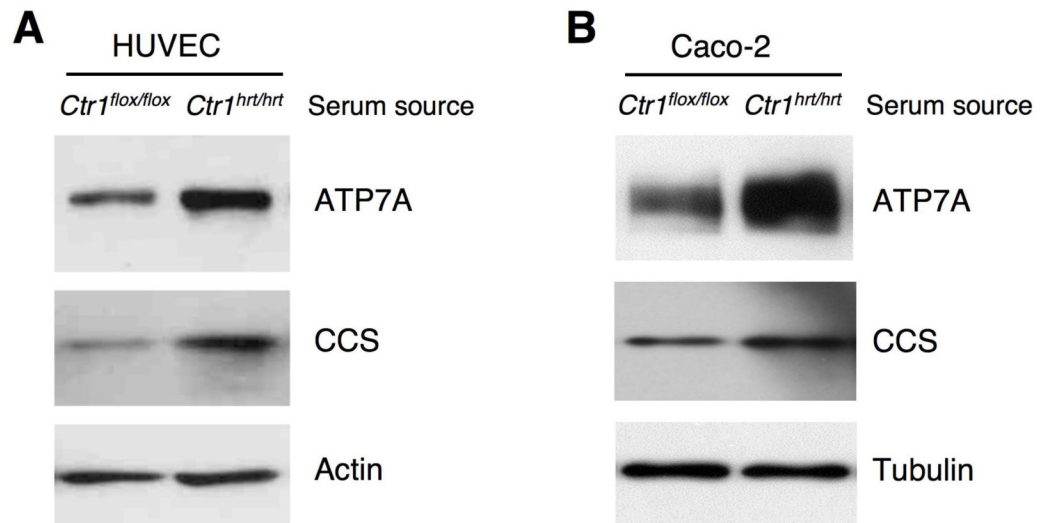 A
HUVEC
Ctr1flox/flox Ctr1hrt/hrt Serum source
ATP7A
CCS
Actin
B
Caco-2
Ctr1flox/flox Ctr1hrt/hrt Serum source
ATP7A
CCS
Tubulin